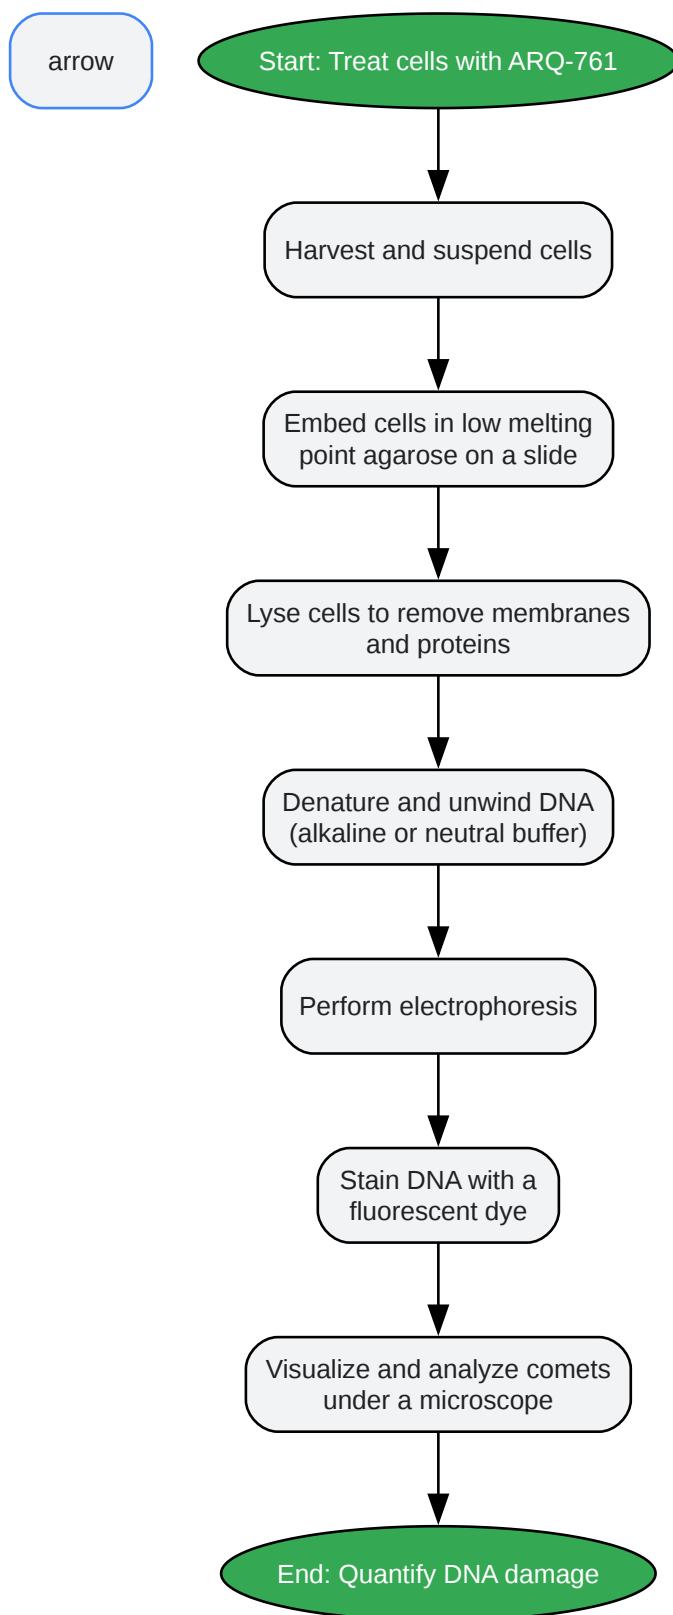 arrow
Start: Treat cells with ARQ-761
Harvest and suspend cells
Embed cells in low melting
point agarose on a slide
Lyse cells to remove membranes
and proteins
Denature and unwind DNA
(alkaline or neutral buffer)
Perform electrophoresis
Stain DNA with a
fluorescent dye
Visualize and analyze comets
under a microscope
End: Quantify DNA damage